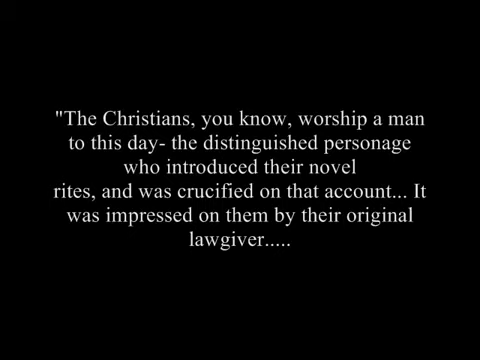 "The Christians, you know, worship a man
to this day- the distinguished personage
who introduced their novel
rites, and was crucified on that account... It
was impressed on them by their original
lawgiver.....